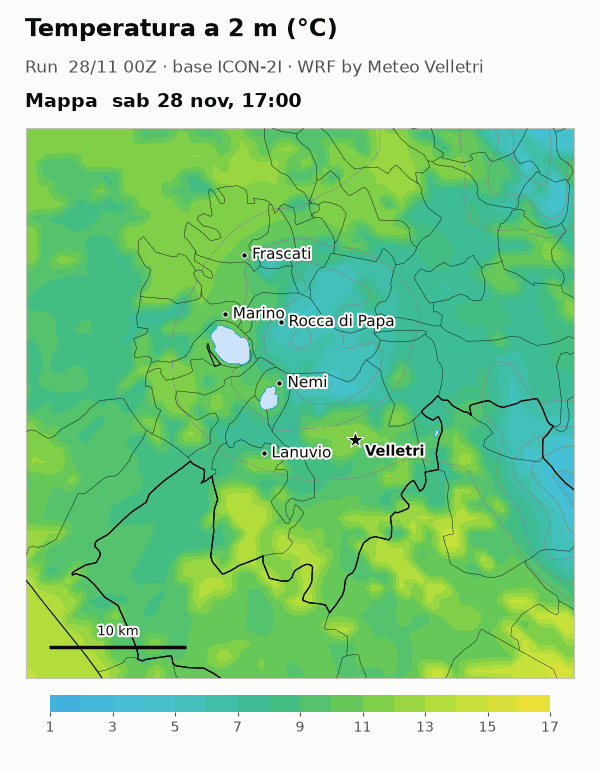 Temperatura a 2 m (°C)
Run  28/11 00Z · base ICON-2I · WRF by Meteo Velletri
Mappa  sab 28 nov, 17:00
Frascati
Marino
Rocca di Papa
Nemi
Velletri
Lanuvio
10 km
1 3 5 7 9 11 13 15 17